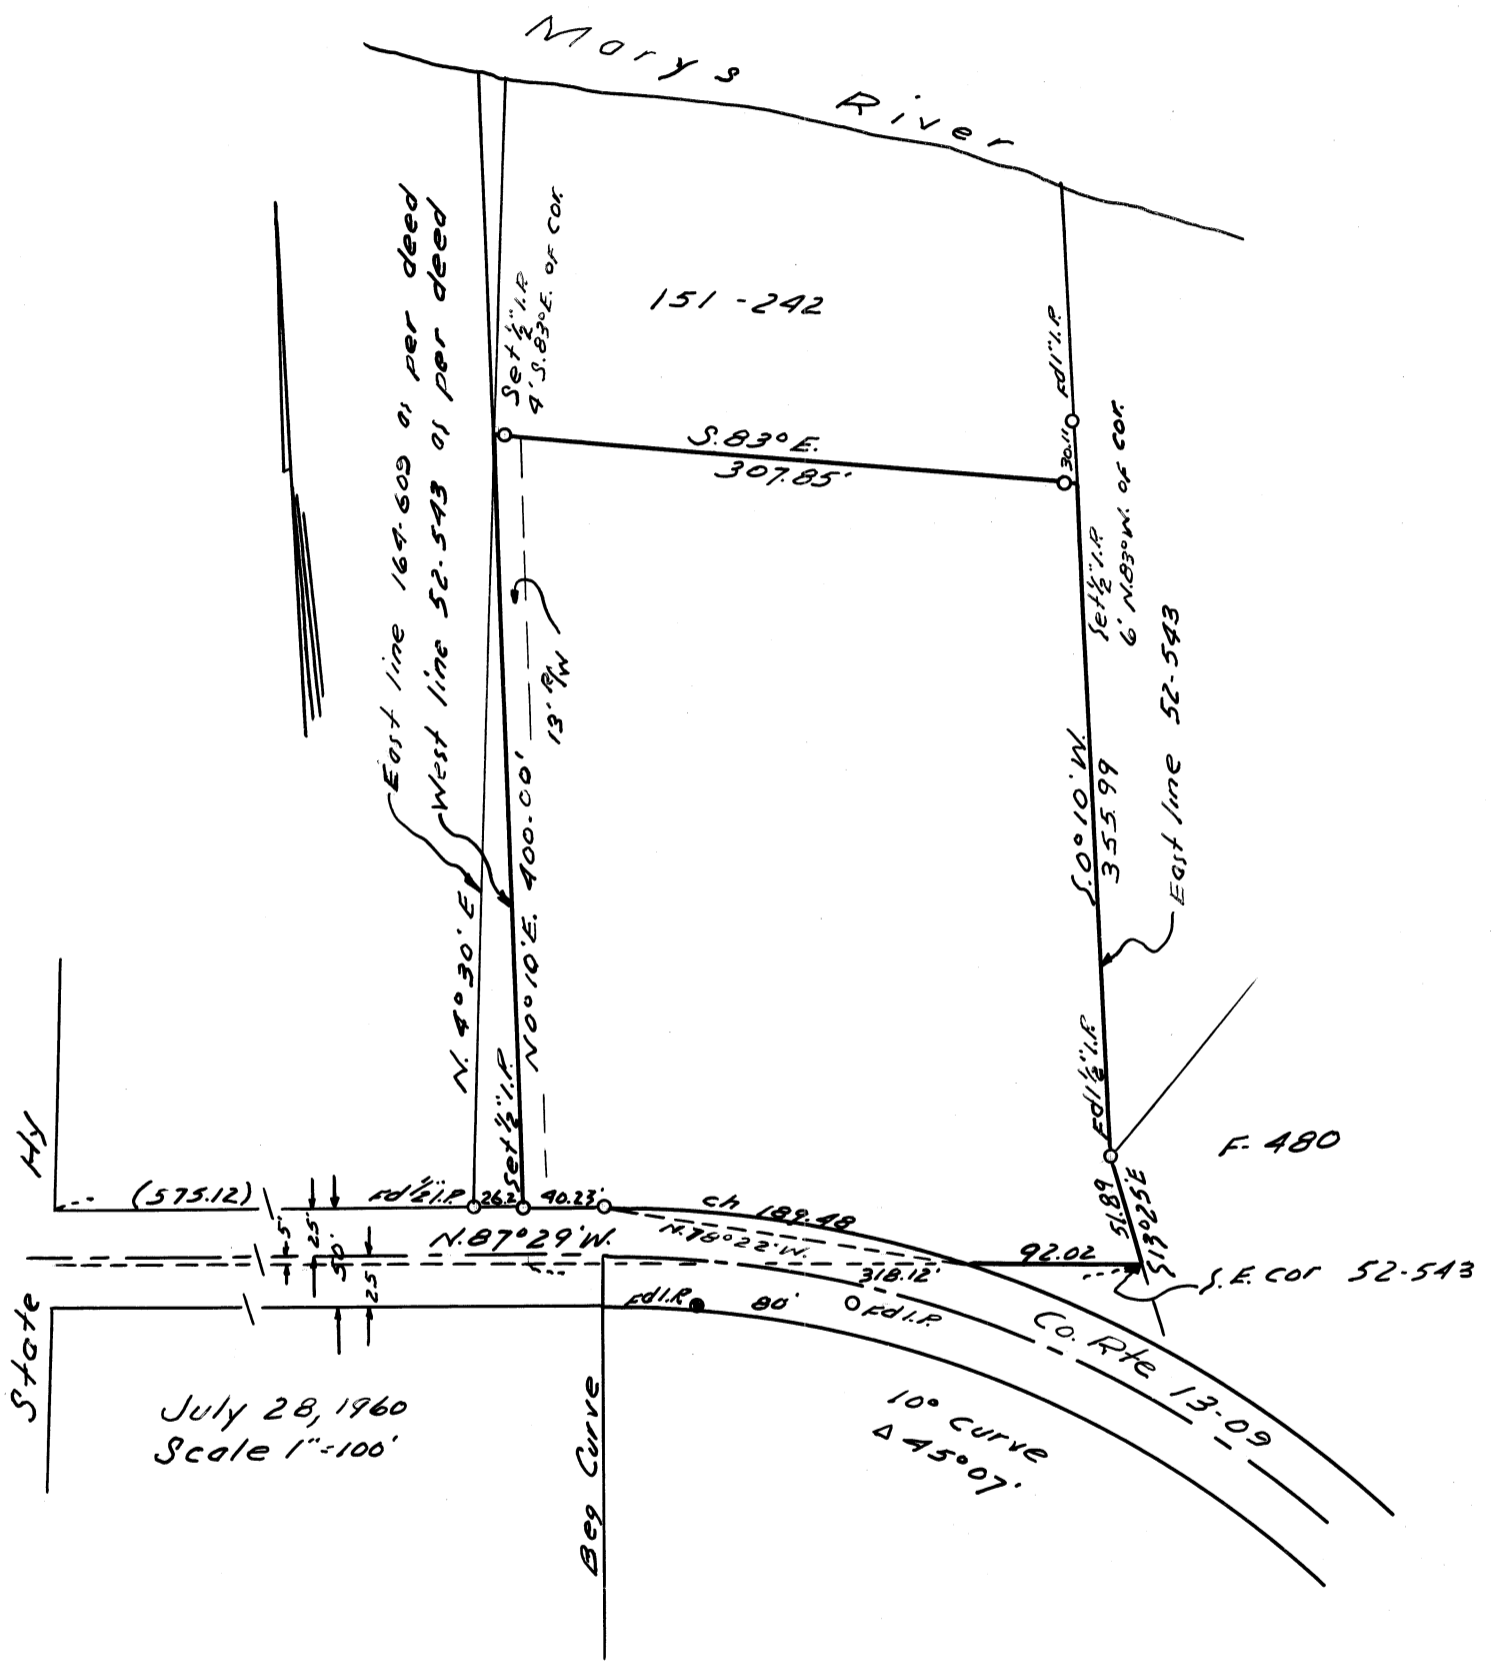 Marys River
East line 164-609 as per deed
West line 52-543 as per deed
Set ½" I.P.
4' S.83°E. of cor.
151-242
Fd 1" I.P.
30.11
S.83°E.
307.85'
Set ½" I.P.
6' N.83°W. of cor.
East line 52-543
13' R/W
N 0°10'E. 400.00'
S.0°10'W.
355.99
N. 4°30' E
Set ½" I.P.
Fd 1½" I.P.
F-480
51.89
S13°25'E
Hy
(575.12)
Fd ½" I.P.
26.2
40.23'
ch 189.48
N.87°29'W.
N.78°22'W.
92.02
318.12'
S.E. cor 52-543
5'
25'
50'
25
Fd I.P.
80'
Fd I.P.
Co. Rte 13-09
State
July 28, 1960
Scale 1"=100'
Beg Curve
10° Curve
Δ 45°07'